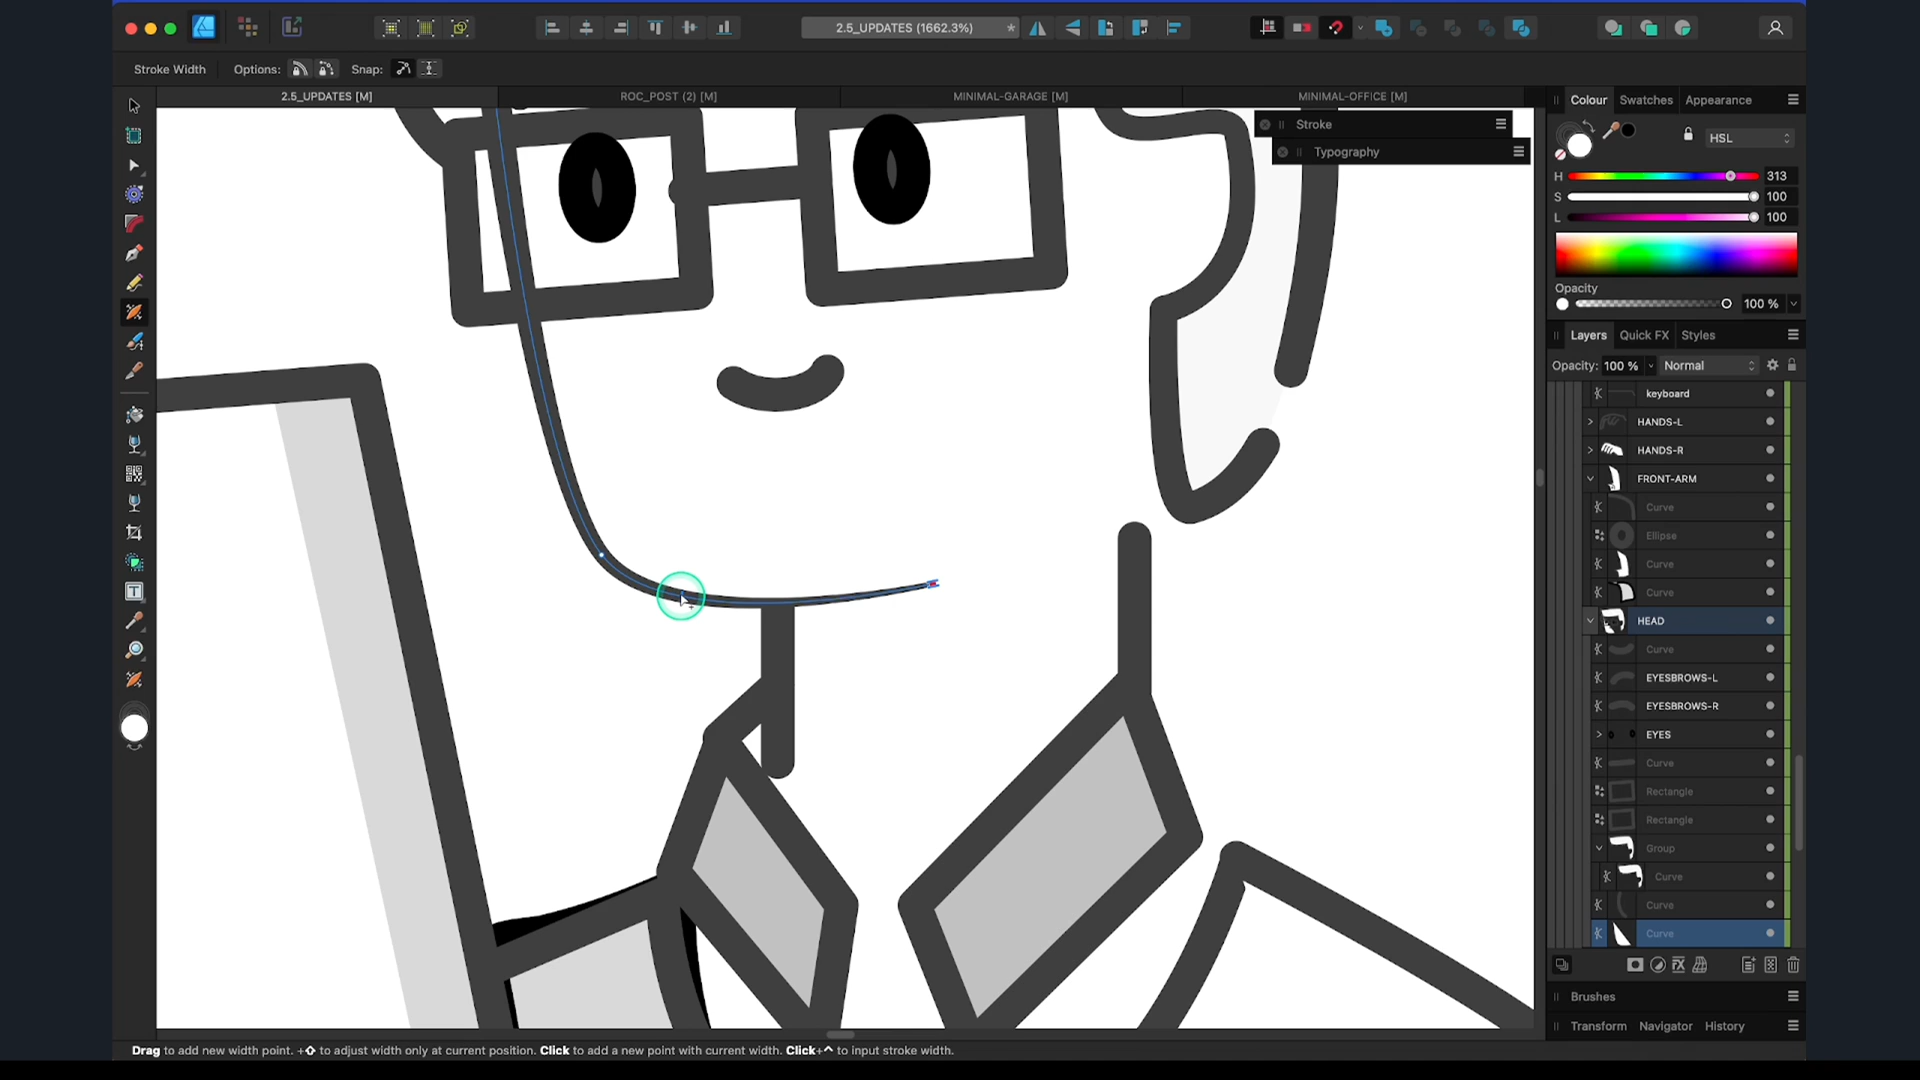 2.5_UPDATES (1662.3%)
*
Stroke Width
Options:
Snap:
2.5_UPDATES [M]
ROC_POST (2) [M]
MINIMAL-GARAGE [M]
MINIMAL-OFFICE [M]
Stroke
Typography
Colour
Swatches
Appearance
HSL
H
313
S
100
L
100
Opacity
100 %
Layers
Quick FX
Styles
Opacity:
100 %
Normal
keyboard
HANDS-L
HANDS-R
FRONT-ARM
Curve
Ellipse
Curve
Curve
HEAD
Curve
EYESBROWS-L
EYESBROWS-R
EYES
Curve
Rectangle
Rectangle
Group
Curve
Curve
Curve
Brushes
Transform
Navigator
History
Drag to add new width point. +⇧ to adjust width only at current position. Click to add a new point with current width. Click+^ to input stroke width.